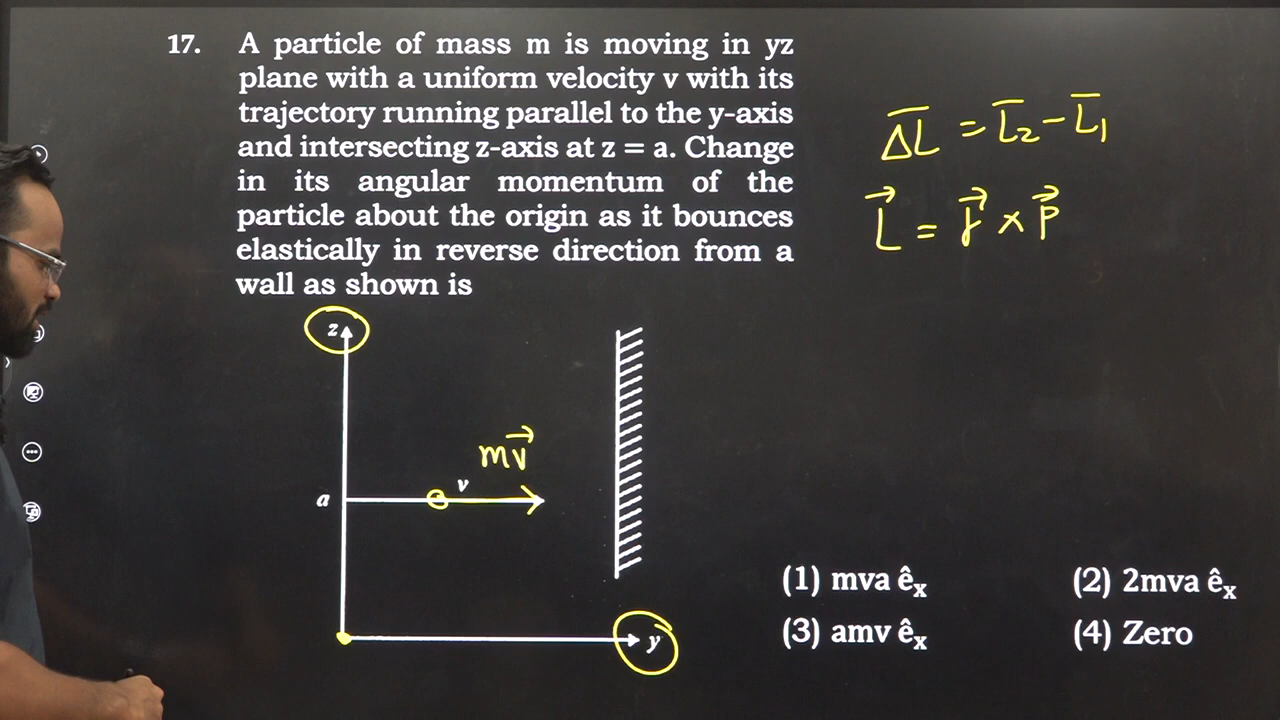 17. A particle of mass m is moving in yz
plane with a uniform velocity v with its
trajectory running parallel to the y-axis
and intersecting z-axis at z = a. Change
in its angular momentum of the
particle about the origin as it bounces
elastically in reverse direction from a
wall as shown is
ΔL̄ = L̄₂ - L̄₁
L⃗ = r⃗ × P⃗
z
mv⃗
v
a
y
(1) mva êₓ (2) 2mva êₓ
(3) amv êₓ (4) Zero